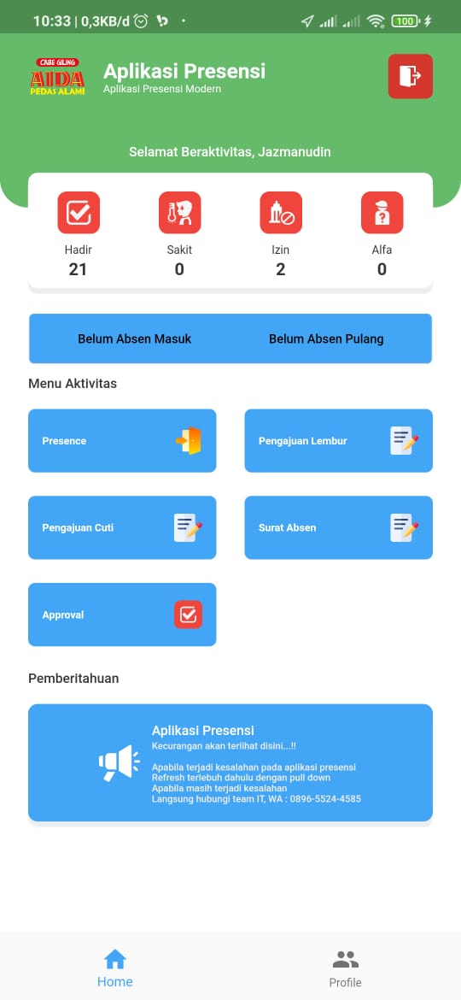 10:33 | 0,3KB/d
100
CABE GILING
AIDA
PEDAS ALAMI
Aplikasi Presensi
Aplikasi Presensi Modern
Selamat Beraktivitas, Jazmanudin
Hadir
21
Sakit
0
Izin
2
Alfa
0
Belum Absen Masuk
Belum Absen Pulang
Menu Aktivitas
Presence
Pengajuan Lembur
Pengajuan Cuti
Surat Absen
Approval
Pemberitahuan
Aplikasi Presensi
Kecurangan akan terlihat disini...!!
Apabila terjadi kesalahan pada aplikasi presensi
Refresh terlebuh dahulu dengan pull down
Apabila masih terjadi kesalahan
Langsung hubungi team IT, WA : 0896-5524-4585
Home
Profile